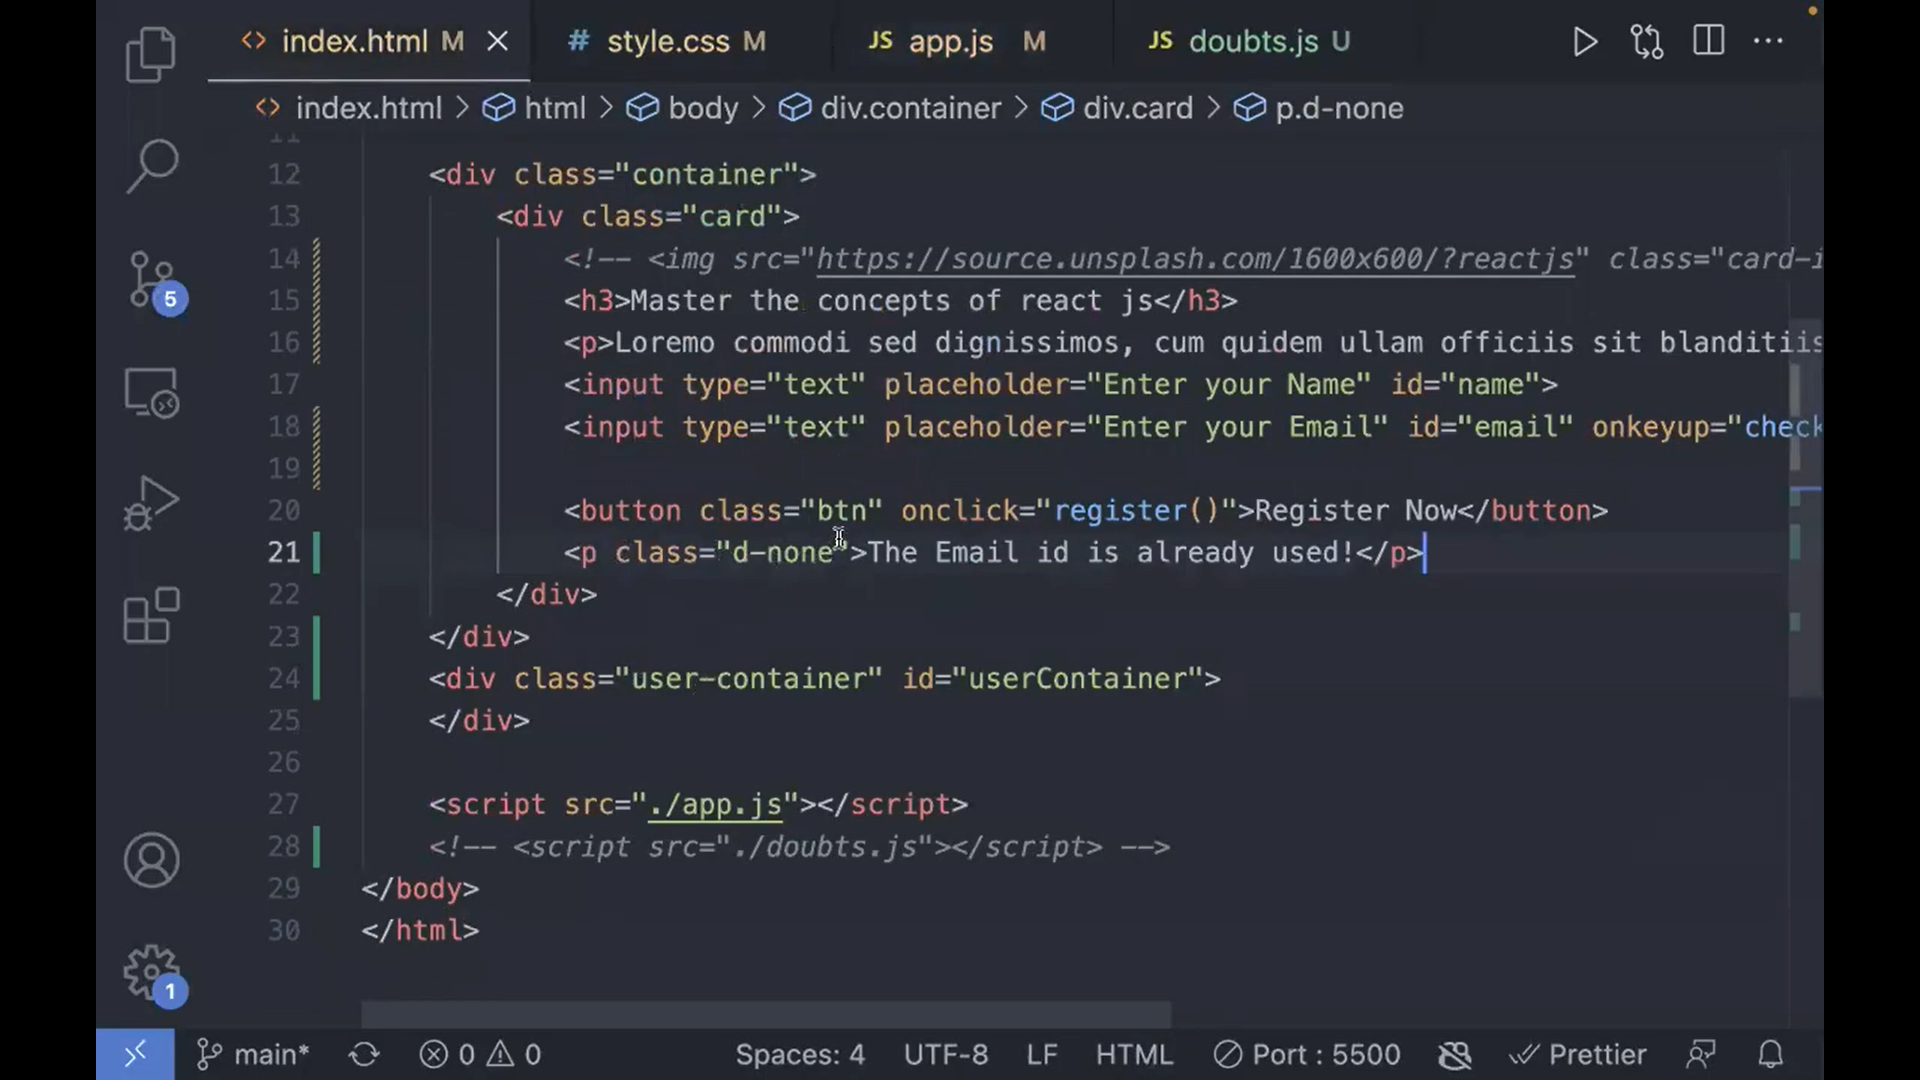 index.html M
style.css M
JS app.js M
JS doubts.js U
index.html > html > body > div.container > div.card > p.d-none
11
12 <div class="container">
13 <div class="card">
14 <!-- <img src="https://source.unsplash.com/1600x600/?reactjs" class="card-i
15 <h3>Master the concepts of react js</h3>
16 <p>Loremo commodi sed dignissimos, cum quidem ullam officiis sit blanditiis
17 <input type="text" placeholder="Enter your Name" id="name">
18 <input type="text" placeholder="Enter your Email" id="email" onkeyup="check
19
20 <button class="btn" onclick="register()">Register Now</button>
21 <p class="d-none">The Email id is already used!</p>
22 </div>
23 </div>
24 <div class="user-container" id="userContainer">
25 </div>
26
27 <script src="./app.js"></script>
28 <!-- <script src="./doubts.js"></script> -->
29 </body>
30 </html>
5
1
main* 0 0 Spaces: 4 UTF-8 LF HTML Port : 5500 Prettier